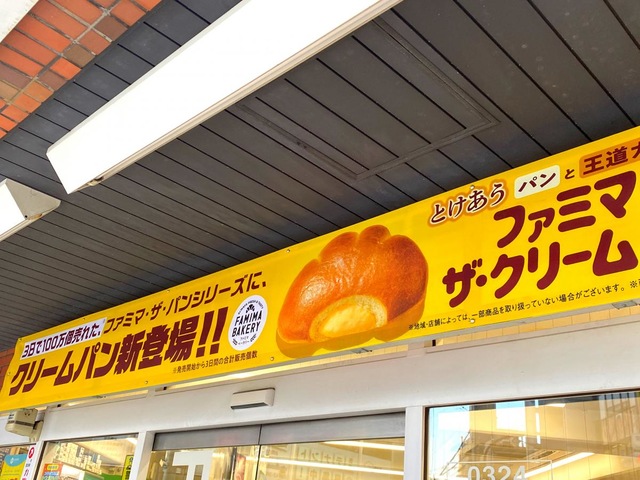 3日で100万個売れた、ファミマ・ザ・パンシリーズに、
クリームパン新登場!!
※発売開始から3日間の合計販売個数
FAMIMA
BAKERY
とけあう パン と 王道
ファミマ
ザ・クリーム
※地域・店舗によっては一部商品を取り扱っていない場合がございます。
0324